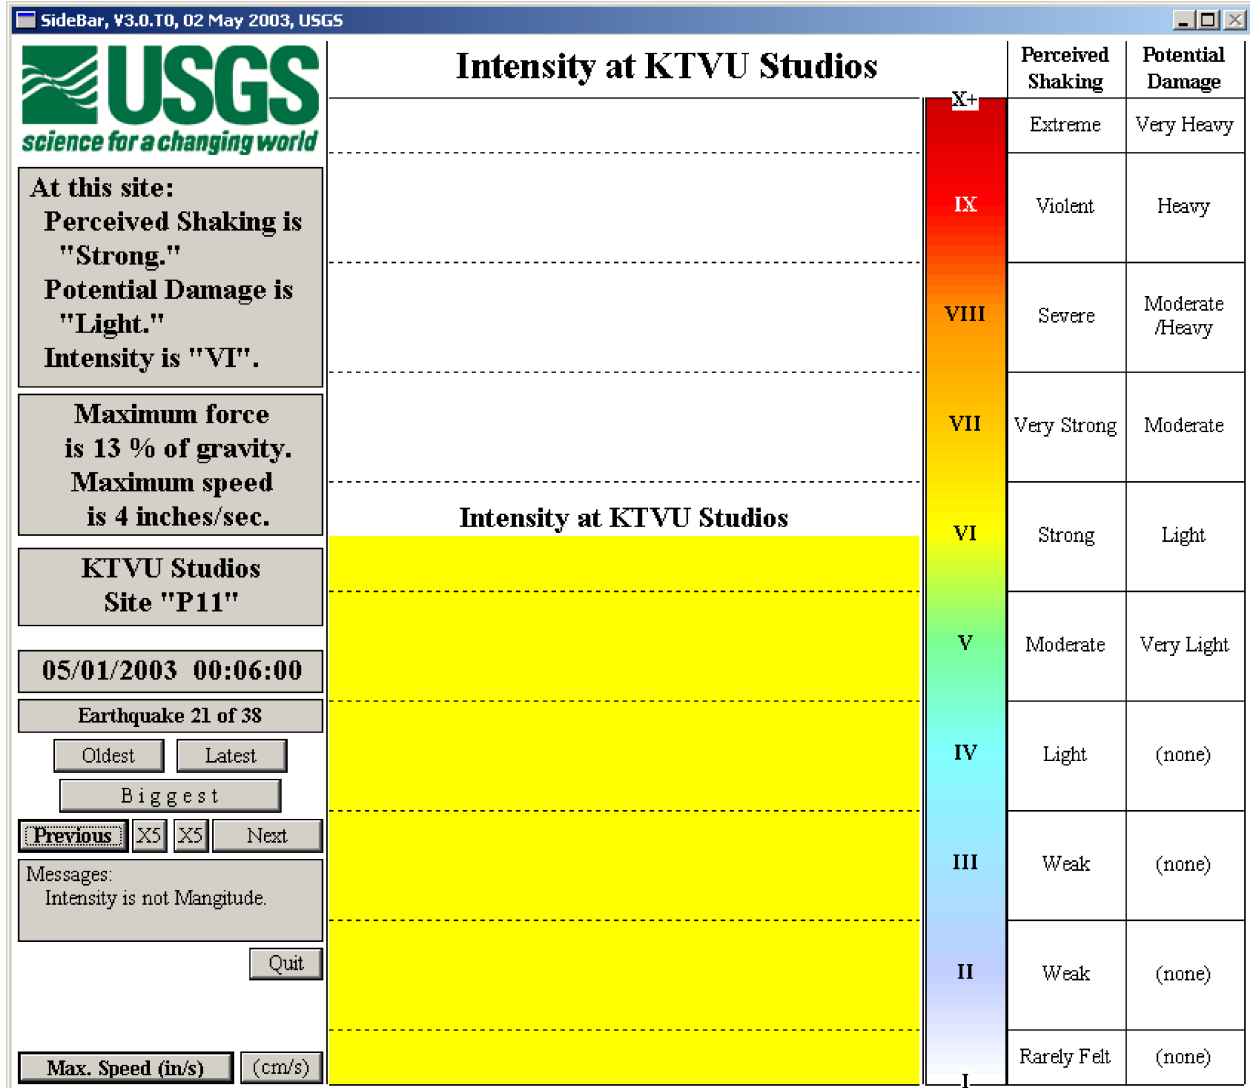 SideBar, V3.0.T0, 02 May 2003, USGS
USGS
science for a changing world
At this site:
Perceived Shaking is
"Strong."
Potential Damage is
"Light."
Intensity is "VI".
Maximum force
is 13 % of gravity.
Maximum speed
is 4 inches/sec.
KTVU Studios
Site "P11"
05/01/2003 00:06:00
Earthquake 21 of 38
Oldest Latest
Biggest
Previous X5 X5 Next
Messages:
Intensity is not Mangitude.
Quit
Max. Speed (in/s) (cm/s)
Intensity at KTVU Studios
Intensity at KTVU Studios
Perceived Potential
Shaking Damage
X+
Extreme Very Heavy
IX Violent Heavy
Moderate
VIII Severe
/Heavy
VII Very Strong Moderate
VI Strong Light
V Moderate Very Light
IV Light (none)
III Weak (none)
II Weak (none)
Rarely Felt (none)
I